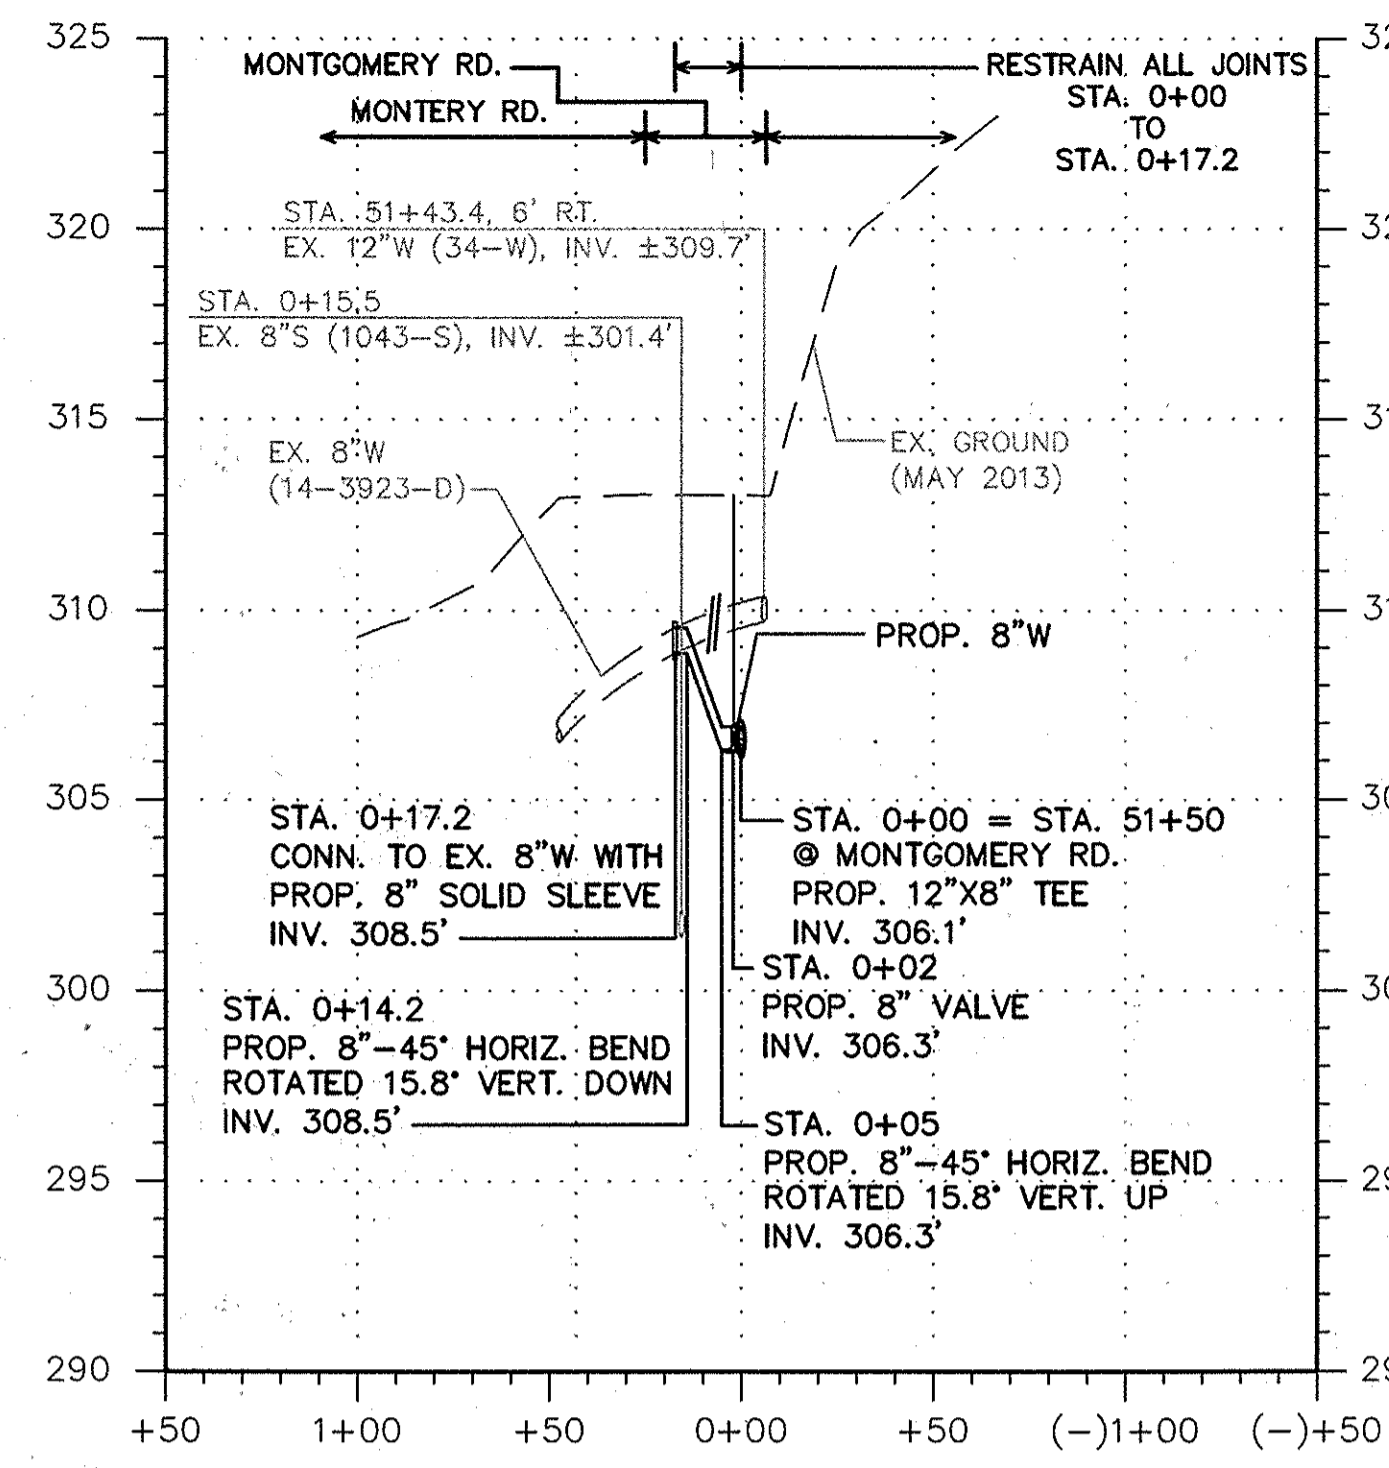 325
MONTGOMERY RD.
RESTRAIN ALL JOINTS
STA. 0+00
TO
STA. 0+17.2
MONTERY RD.
STA. 51+43.4, 6' RT.
EX. 12"W (34-W), INV. ±309.7'
320
STA. 0+15.5
EX. 8"S (1043-S), INV. ±301.4'
315
EX. 8"W
(14-3923-D)
EX. GROUND
(MAY 2013)
310
PROP. 8"W
305
STA. 0+17.2
CONN. TO EX. 8"W WITH
PROP. 8" SOLID SLEEVE
INV. 308.5'
STA. 0+00 = STA. 51+50
@ MONTGOMERY RD.
PROP. 12"X8" TEE
INV. 306.1'
300
STA. 0+02
PROP. 8" VALVE
INV. 306.3'
STA. 0+14.2
PROP. 8"-45° HORIZ. BEND
ROTATED 15.8° VERT. DOWN
INV. 308.5'
STA. 0+05
PROP. 8"-45° HORIZ. BEND
ROTATED 15.8° VERT. UP
INV. 306.3'
295
290
+50 1+00 +50 0+00 +50 (-)1+00 (-)+50